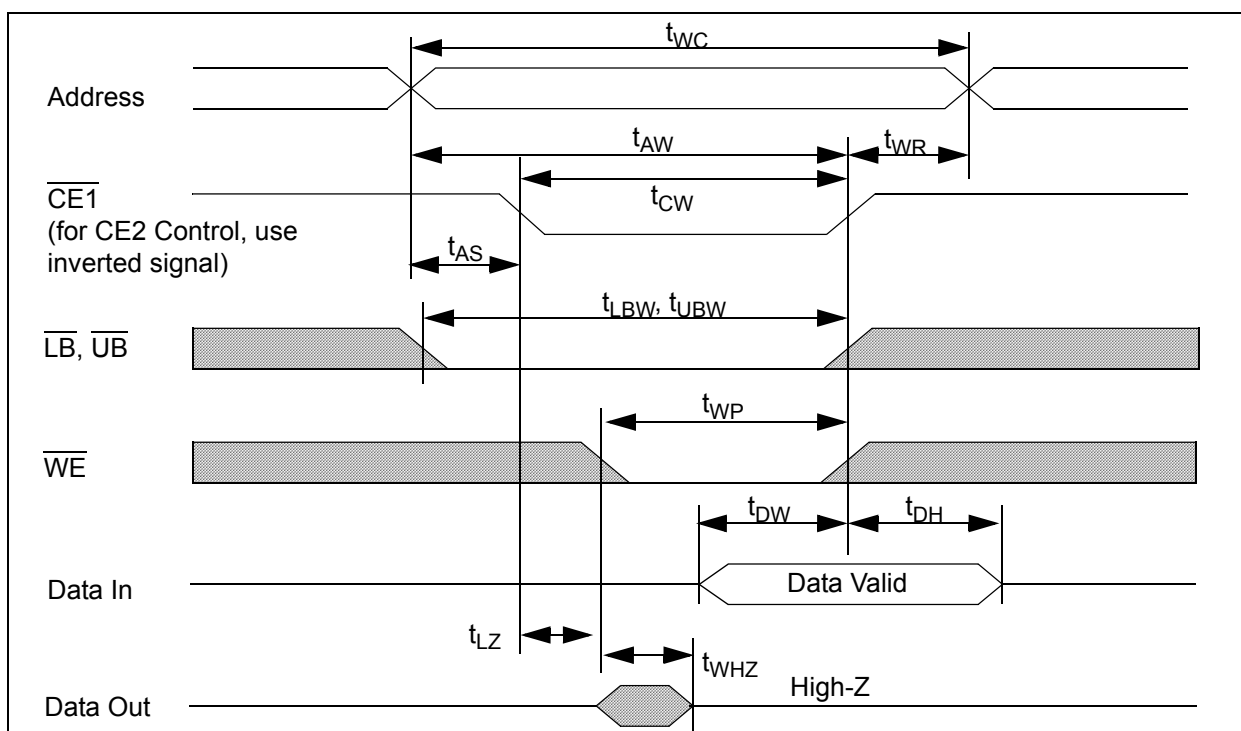 tWC
Address
tAW
tWR
CE1
(for CE2 Control, use
inverted signal)
tCW
tAS
tLBW, tUBW
LB, UB
tWP
WE
tDW
tDH
Data In
Data Valid
tLZ
tWHZ
Data Out
High-Z